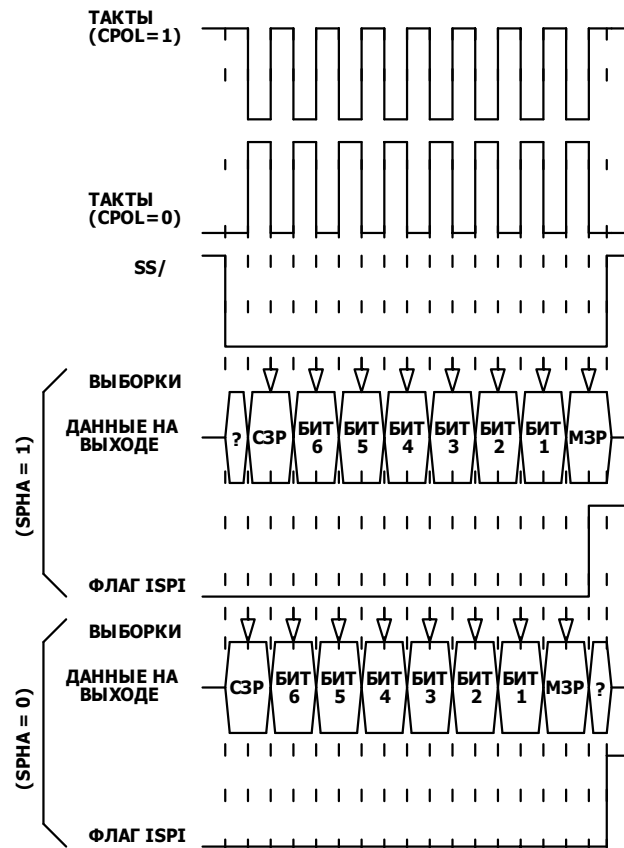 ТАКТЫ
(CPOL=1)
ТАКТЫ
(CPOL=0)
SS/
(SPHA = 1)
ВЫБОРКИ
ДАННЫЕ НА
ВЫХОДЕ
? СЗР БИТ 6 БИТ 5 БИТ 4 БИТ 3 БИТ 2 БИТ 1 МЗР
ФЛАГ ISPI
(SPHA = 0)
ВЫБОРКИ
ДАННЫЕ НА
ВЫХОДЕ
СЗР БИТ 6 БИТ 5 БИТ 4 БИТ 3 БИТ 2 БИТ 1 МЗР ?
ФЛАГ ISPI